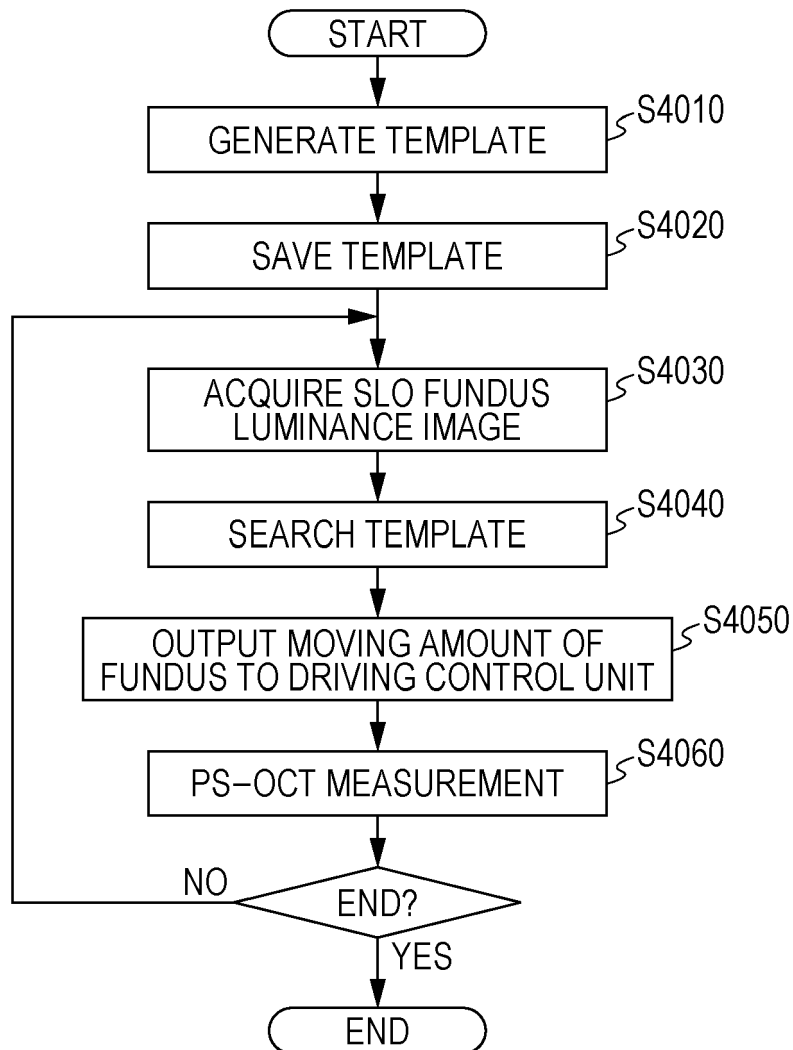 START
GENERATE TEMPLATE
S4010
SAVE TEMPLATE
S4020
ACQUIRE SLO FUNDUS
LUMINANCE IMAGE
S4030
SEARCH TEMPLATE
S4040
OUTPUT MOVING AMOUNT OF
FUNDUS TO DRIVING CONTROL UNIT
S4050
PS-OCT MEASUREMENT
S4060
END?
NO
YES
END